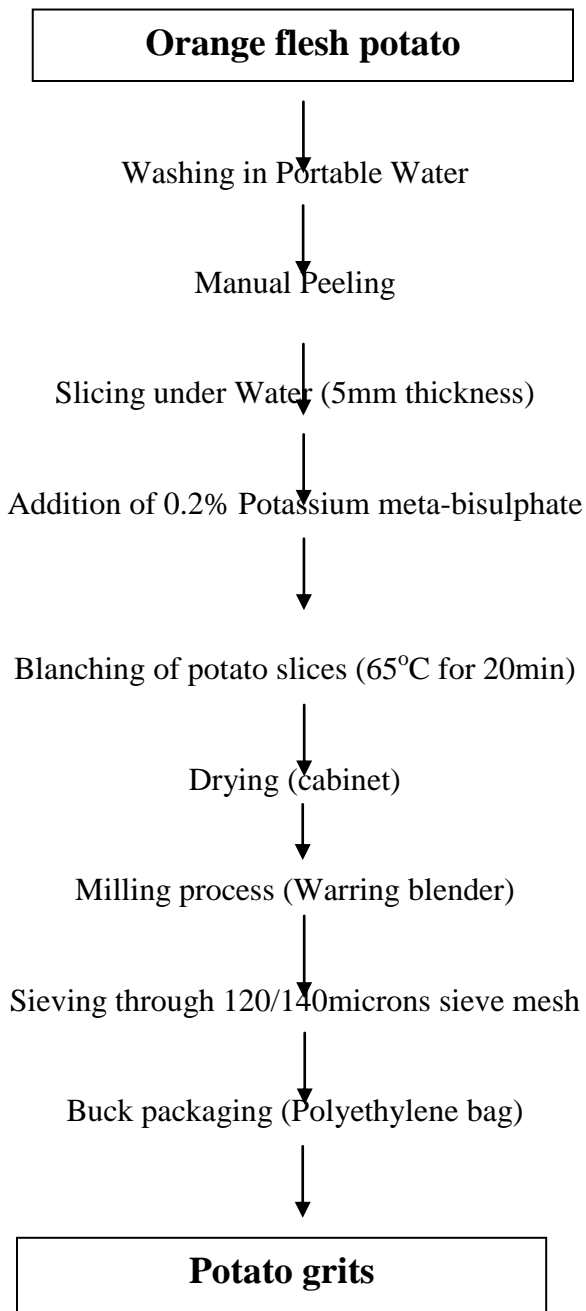 Orange flesh potato
Washing in Portable Water
Manual Peeling
Slicing under Water (5mm thickness)
Addition of 0.2% Potassium meta-bisulphate
Blanching of potato slices (65°C for 20min)
Drying (cabinet)
Milling process (Warring blender)
Sieving through 120/140microns sieve mesh
Buck packaging (Polyethylene bag)
Potato grits